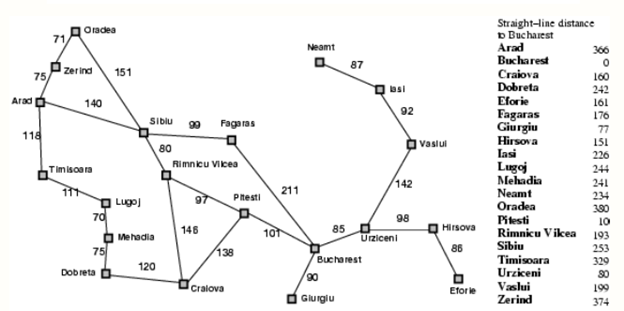 Oradea
71
Neamt
87
Zerind
75
151
Iasi
Arad
140
92
Sibiu
99
Fagaras
118
80
Vaslui
Rimnicu Vilcea
Timisoara
111
Lugoj
97
Pitesti
211
142
70
146
101
85
98
Hirsova
Mehadia
138
Urziceni
75
86
Bucharest
120
90
Dobreta
Craiova
Giurgiu
Eforie
Straight–line distance
to Bucharest
Arad 366
Bucharest 0
Craiova 160
Dobreta 242
Eforie 161
Fagaras 176
Giurgiu 77
Hirsova 151
Iasi 226
Lugoj 244
Mehadia 241
Neamt 234
Oradea 380
Pitesti 10
Rimnicu Vilcea 193
Sibiu 253
Timisoara 329
Urziceni 80
Vaslui 199
Zerind 374